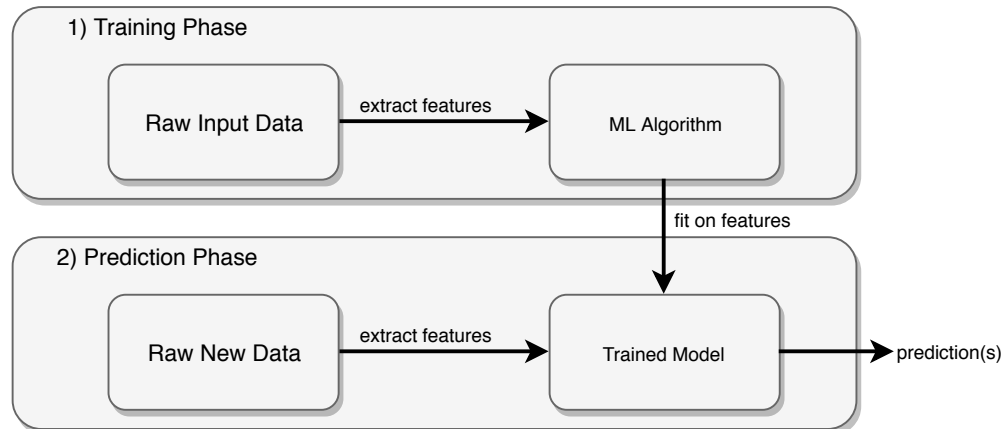 1) Training Phase
Raw Input Data
extract features
ML Algorithm
fit on features
2) Prediction Phase
Raw New Data
extract features
Trained Model
prediction(s)